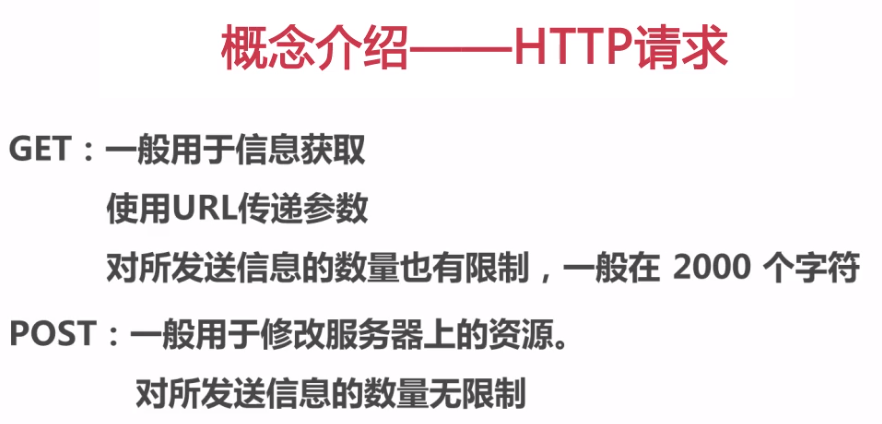 概念介绍——HTTP请求
GET：一般用于信息获取
使用URL传递参数
对所发送信息的数量也有限制，一般在 2000 个字符
POST：一般用于修改服务器上的资源。
对所发送信息的数量无限制